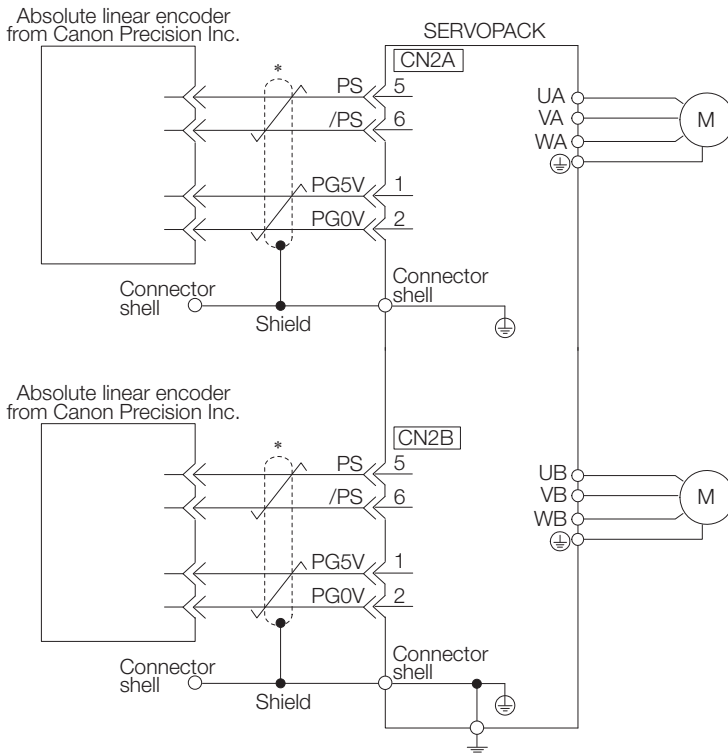 Absolute linear encoder
from Canon Precision Inc.
SERVOPACK
CN2A
*
PS 5
/PS 6
PG5V 1
PG0V 2
UA
VA
WA
M
Connector
shell
Shield
Connector
shell
Absolute linear encoder
from Canon Precision Inc.
CN2B
*
PS 5
/PS 6
PG5V 1
PG0V 2
UB
VB
WB
M
Connector
shell
Shield
Connector
shell